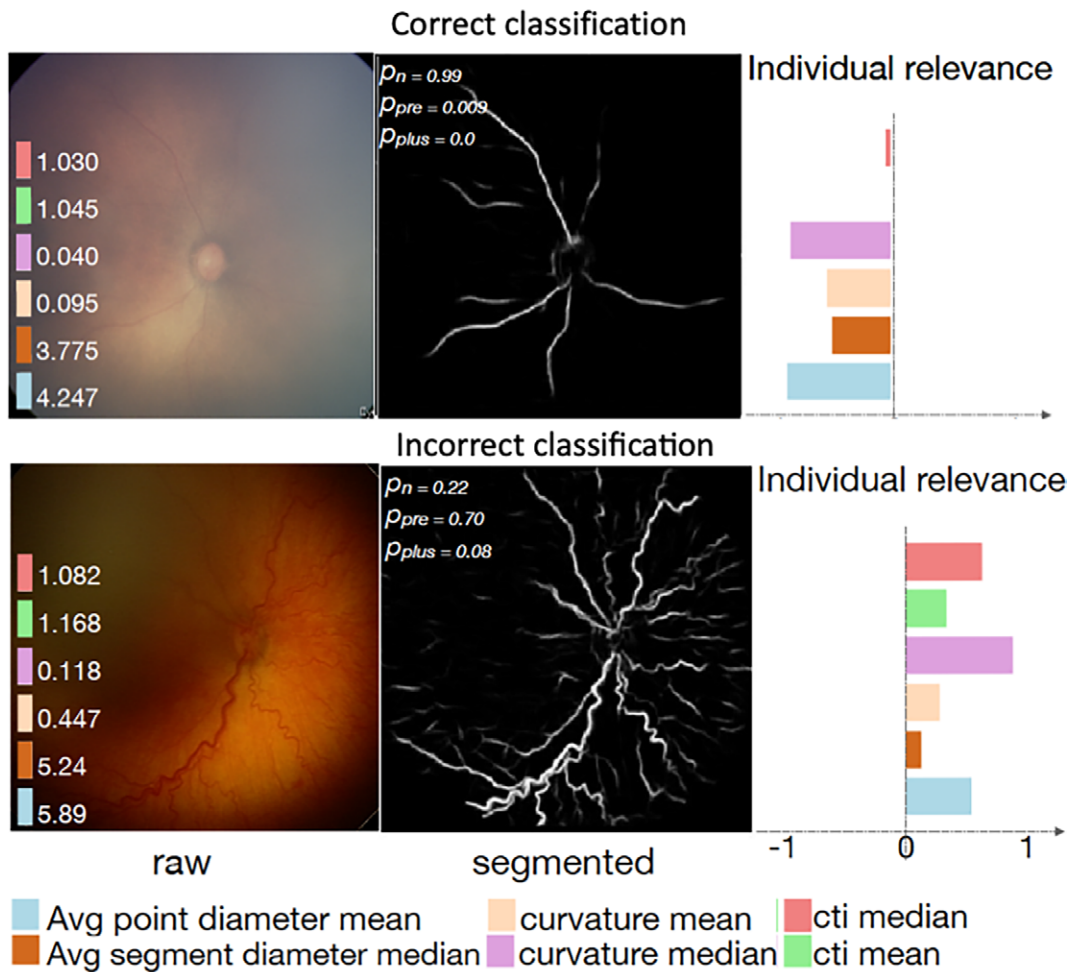 Correct classification
1.030
1.045
0.040
0.095
3.775
4.247
pn = 0.99
ppre = 0.009
pplus = 0.0
Individual relevance
Incorrect classification
1.082
1.168
0.118
0.447
5.24
5.89
pn = 0.22
ppre = 0.70
pplus = 0.08
Individual relevance
-1 0 1
raw
segmented
Avg point diameter mean
curvature mean
cti median
Avg segment diameter median
curvature median
cti mean